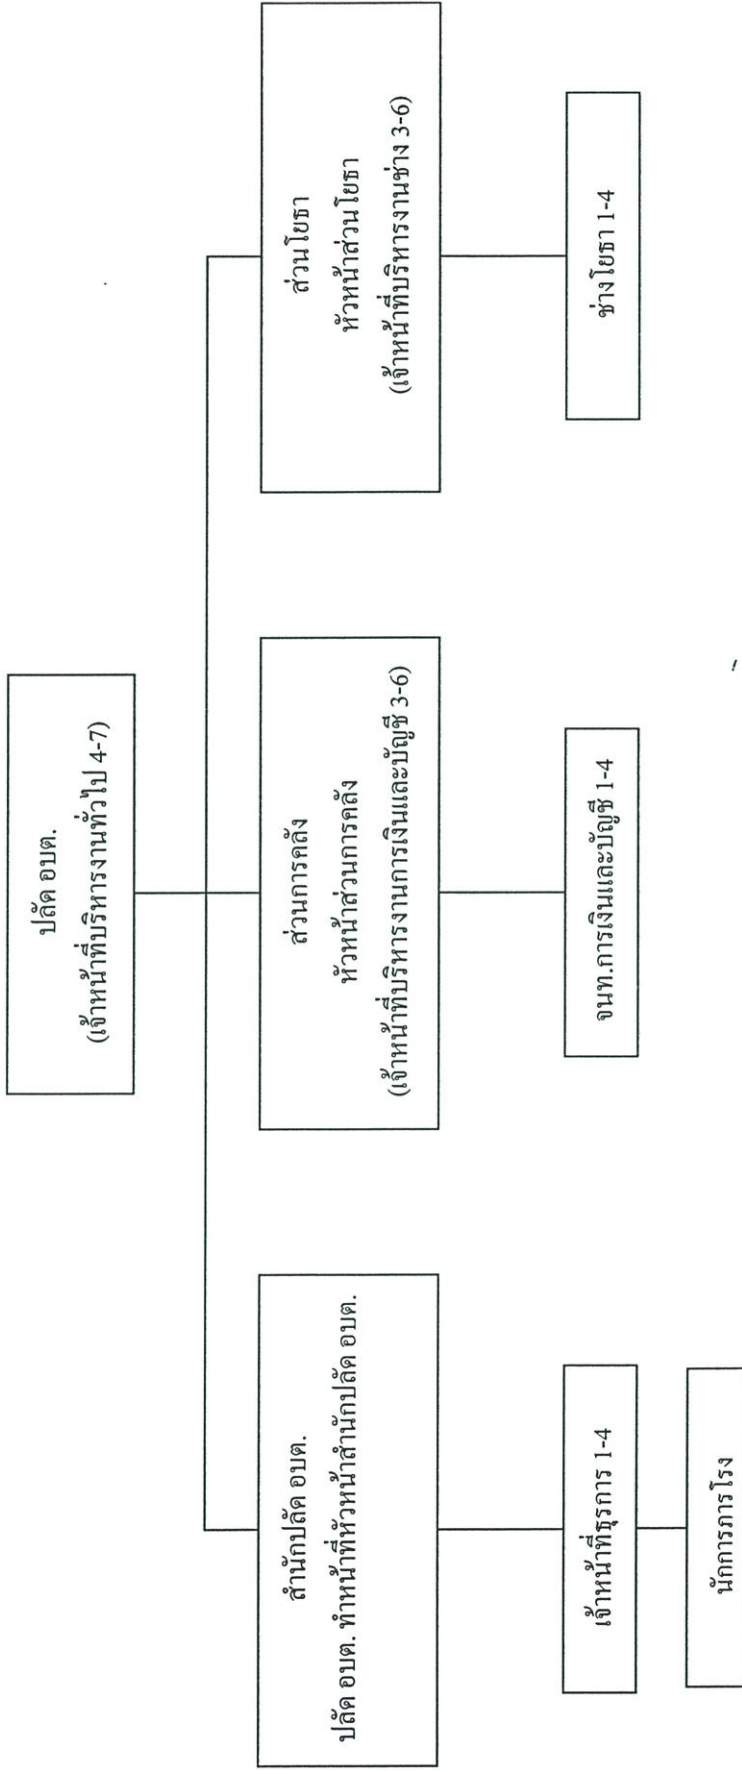 ปลัด อบต.
(เจ้าหน้าที่บริหารงานทั่วไป 4-7)
สำนักปลัด อบต.
ปลัด อบต. ทำหน้าที่หัวหน้าสำนักปลัด อบต.
ส่วนการคลัง
หัวหน้าส่วนการคลัง
(เจ้าหน้าที่บริหารงานการเงินและบัญชี 3-6)
ส่วนโยธา
หัวหน้าส่วนโยธา
(เจ้าหน้าที่บริหารงานช่าง 3-6)
เจ้าหน้าที่ธุรการ 1-4
จนท.การเงินและบัญชี 1-4
ช่างโยธา 1-4
นักการภารโรง